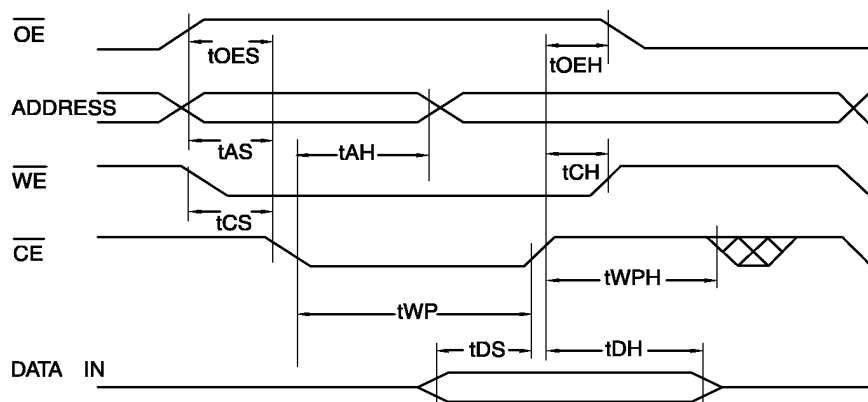 OE
tOES
tOEH
ADDRESS
tAS
tAH
tCH
WE
tCS
CE
tWPH
tWP
tDS
tDH
DATA IN